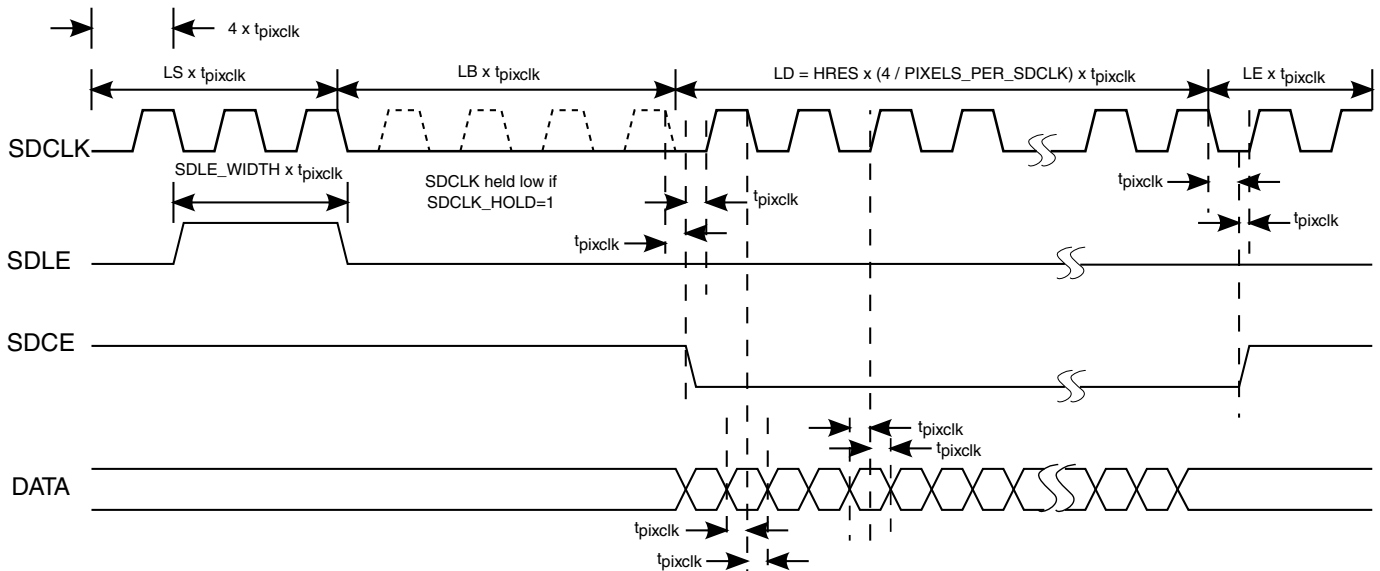 4 x tpixclk
LS x tpixclk
LB x tpixclk
LD = HRES x (4 / PIXELS_PER_SDCLK) x tpixclk
LE x tpixclk
SDCLK
SDLE_WIDTH x tpixclk
SDCLK held low if
SDCLK_HOLD=1
tpixclk
tpixclk
tpixclk
tpixclk
SDLE
SDCE
tpixclk
tpixclk
DATA
tpixclk
tpixclk